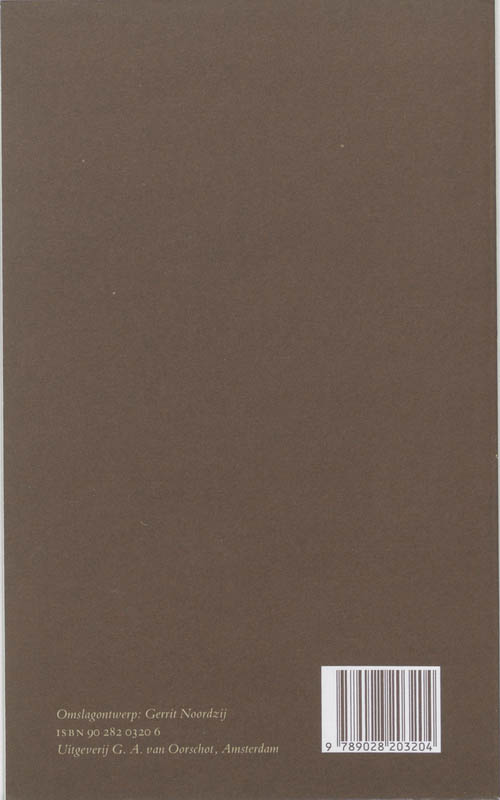 Omslagontwerp: Gerrit Noordzij
ISBN 90 282 0320 6
Uitgeverij G. A. van Oorschot, Amsterdam
9 789028 203204